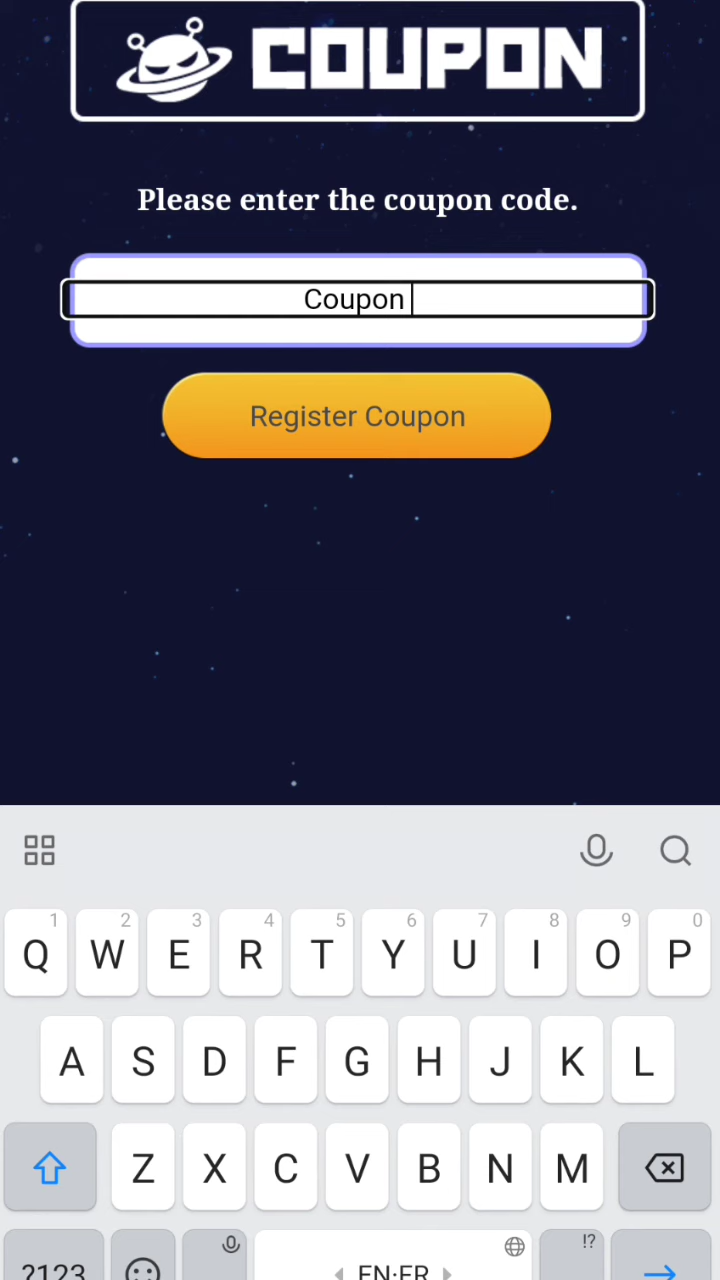 COUPON
Please enter the coupon code.
Coupon
Register Coupon
1 2 3 4 5 6 7 8 9 0
Q W E R T Y U I O P
A S D F G H J K L
Z X C V B N M
!?
?123 EN·FR